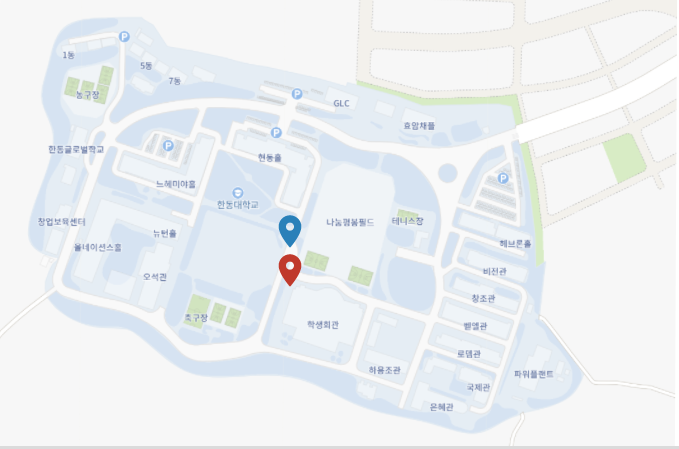 P
1동
5동
7동
농구장
P
GLC
효암채플
P
P
한동글로벌학교
현동홀
느헤미야홀
P
한동대학교
창업보육센터
뉴턴홀
나눔평봉필드
테니스장
올네이션스홀
헤브론홀
오석관
비전관
창조관
축구장
학생회관
벧엘관
로뎀관
하용조관
파워플랜트
국제관
은혜관